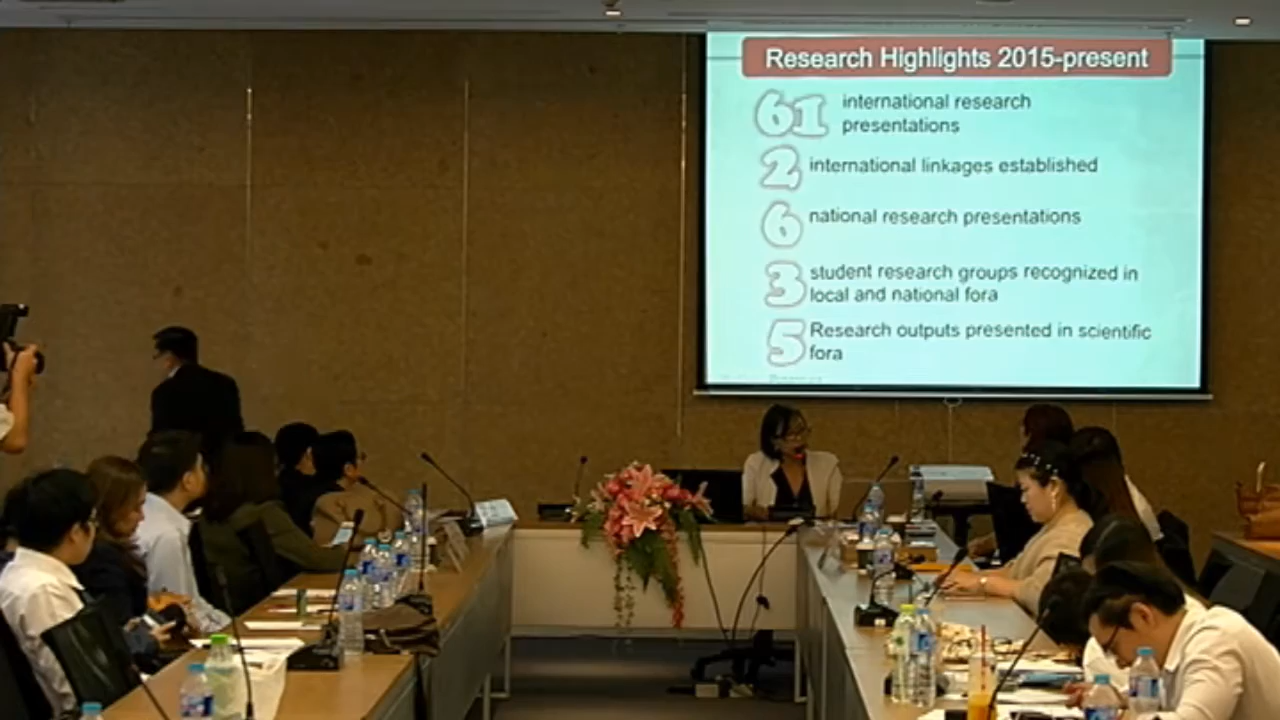 Research Highlights 2015-present
61 international research
presentations
2 international linkages established
6 national research presentations
3 student research groups recognized in
local and national fora
5 Research outputs presented in scientific
fora